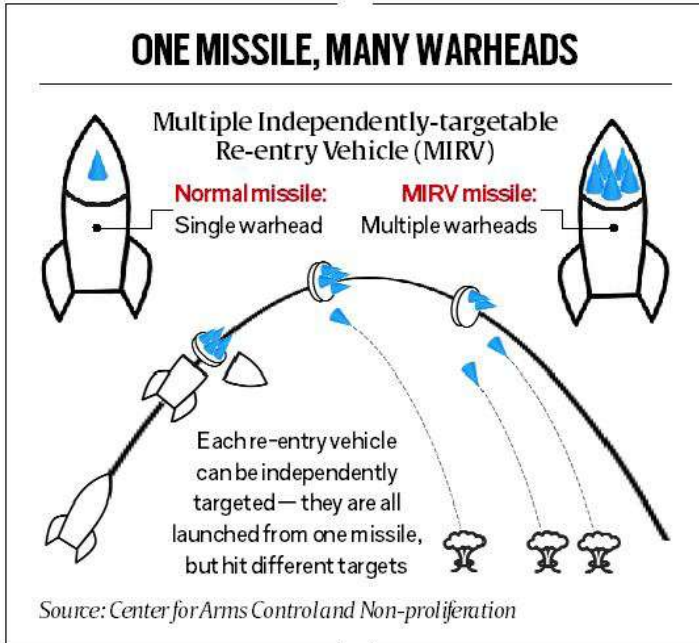 ONE MISSILE, MANY WARHEADS
Multiple Independently-targetable
Re-entry Vehicle (MIRV)
Normal missile:
Single warhead
MIRV missile:
Multiple warheads
Each re-entry vehicle
can be independently
targeted — they are all
launched from one missile,
but hit different targets
Source: Center for Arms Control and Non-proliferation